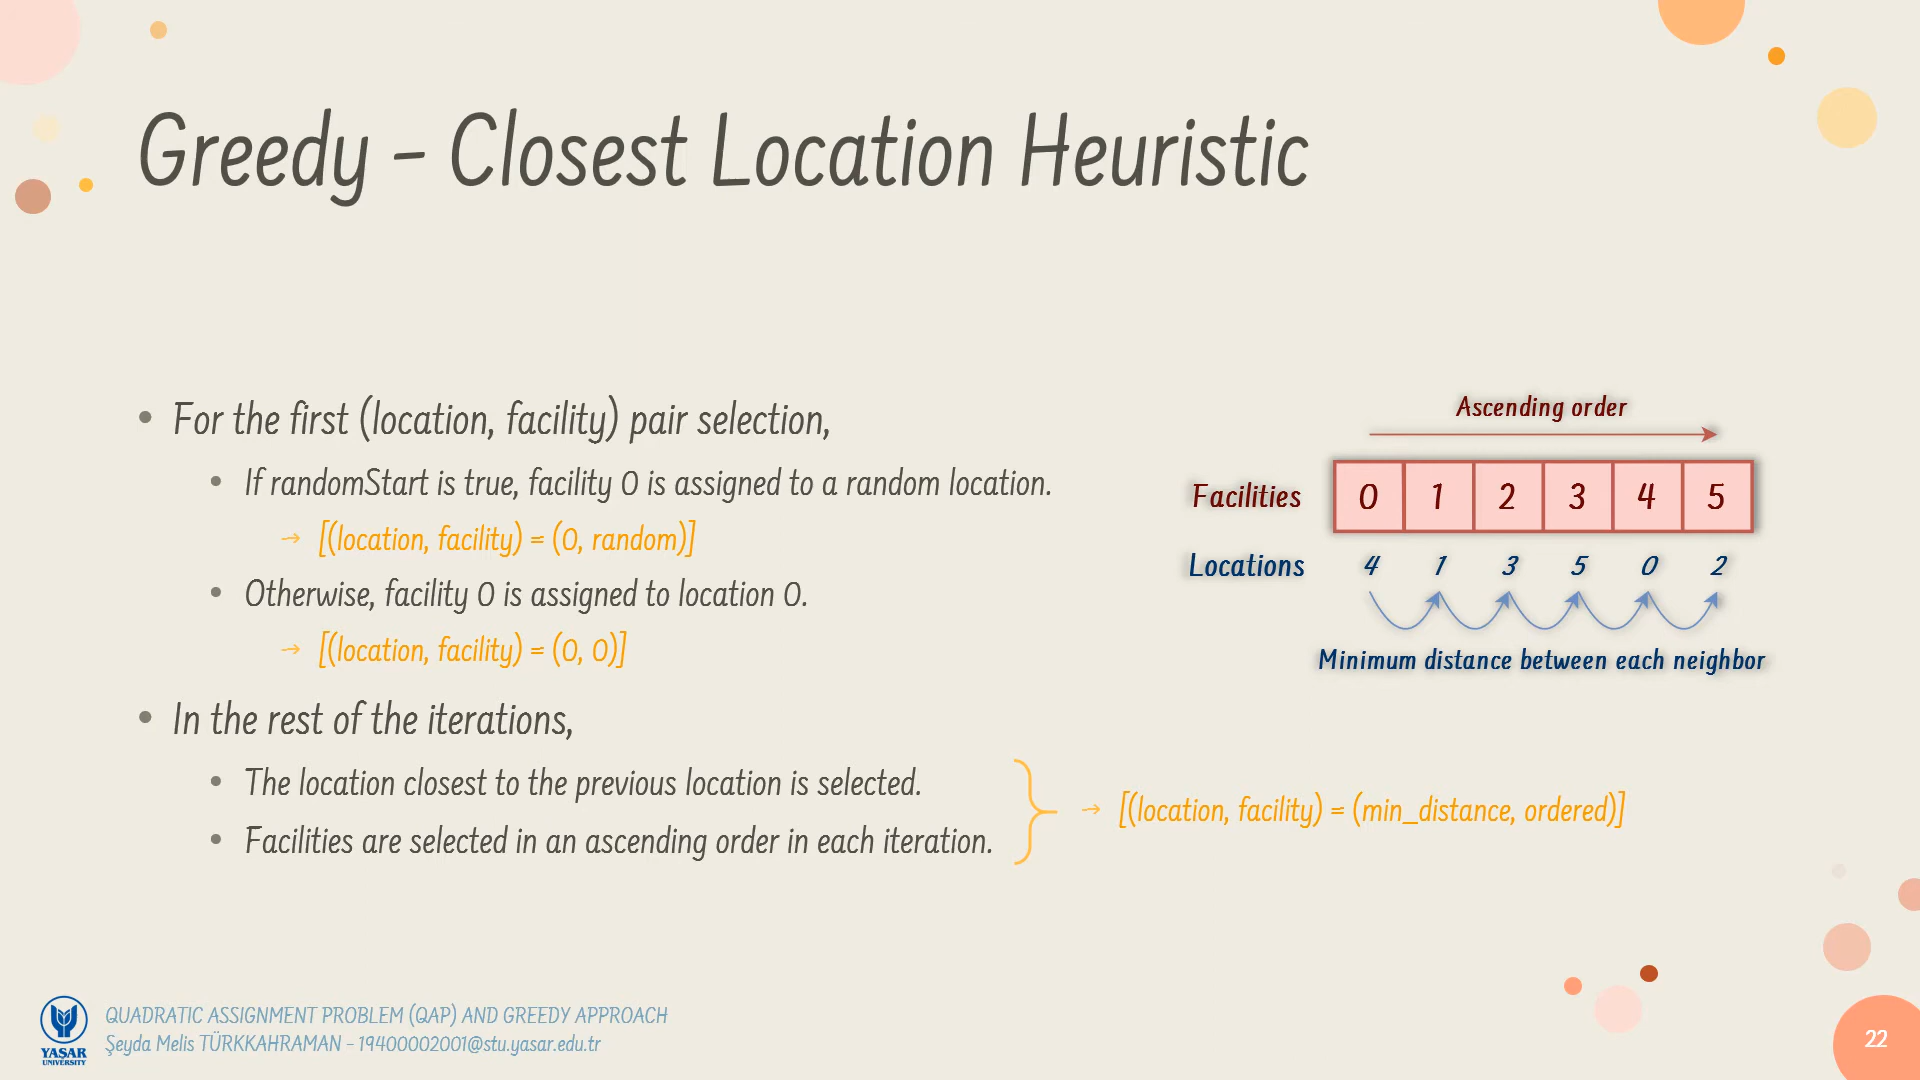 Greedy - Closest Location Heuristic
• For the first (location, facility) pair selection,
• If randomStart is true, facility 0 is assigned to a random location.
→ [(location, facility) = (0, random)]
• Otherwise, facility 0 is assigned to location 0.
→ [(location, facility) = (0, 0)]
• In the rest of the iterations,
• The location closest to the previous location is selected.
• Facilities are selected in an ascending order in each iteration.
→ [(location, facility) = (min_distance, ordered)]
Ascending order
Facilities 0 1 2 3 4 5
Locations 4 1 3 5 0 2
Minimum distance between each neighbor
YAŞAR
UNIVERSITY
QUADRATIC ASSIGNMENT PROBLEM (QAP) AND GREEDY APPROACH
Şeyda Melis TÜRKKAHRAMAN - 19400002001@stu.yasar.edu.tr
22